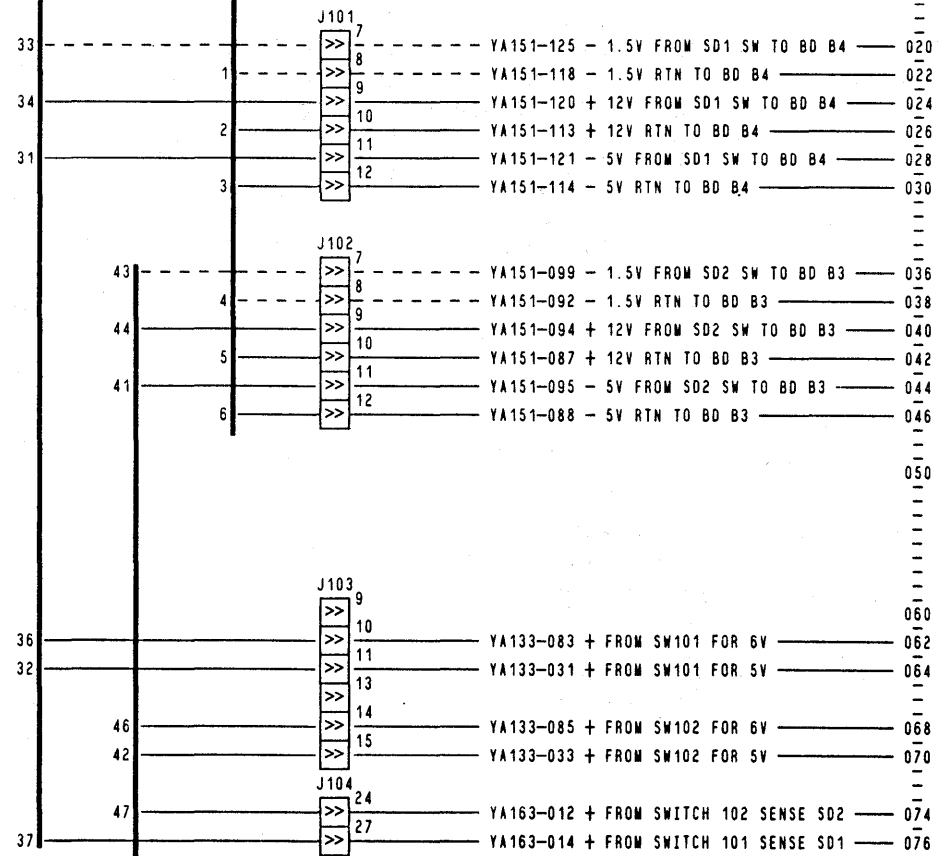 J101
33 >> 7 YA151-125 - 1.5V FROM SD1 SW TO BD B4 020
1 >> 8 YA151-118 - 1.5V RTN TO BD B4 022
34 >> 9 YA151-120 + 12V FROM SD1 SW TO BD B4 024
2 >> 10 YA151-113 + 12V RTN TO BD B4 026
31 >> 11 YA151-121 - 5V FROM SD1 SW TO BD B4 028
3 >> 12 YA151-114 - 5V RTN TO BD B4 030
J102
43 >> 7 YA151-099 - 1.5V FROM SD2 SW TO BD B3 036
4 >> 8 YA151-092 - 1.5V RTN TO BD B3 038
44 >> 9 YA151-094 + 12V FROM SD2 SW TO BD B3 040
5 >> 10 YA151-087 + 12V RTN TO BD B3 042
41 >> 11 YA151-095 - 5V FROM SD2 SW TO BD B3 044
6 >> 12 YA151-088 - 5V RTN TO BD B3 046
050
J103
>> 9 060
36 >> 10 YA133-083 + FROM SW101 FOR 6V 062
32 >> 11 YA133-031 + FROM SW101 FOR 5V 064
>> 13
46 >> 14 YA133-085 + FROM SW102 FOR 6V 068
42 >> 15 YA133-033 + FROM SW102 FOR 5V 070
J104
47 >> 24 YA163-012 + FROM SWITCH 102 SENSE SD2 074
37 >> 27 YA163-014 + FROM SWITCH 101 SENSE SD1 076